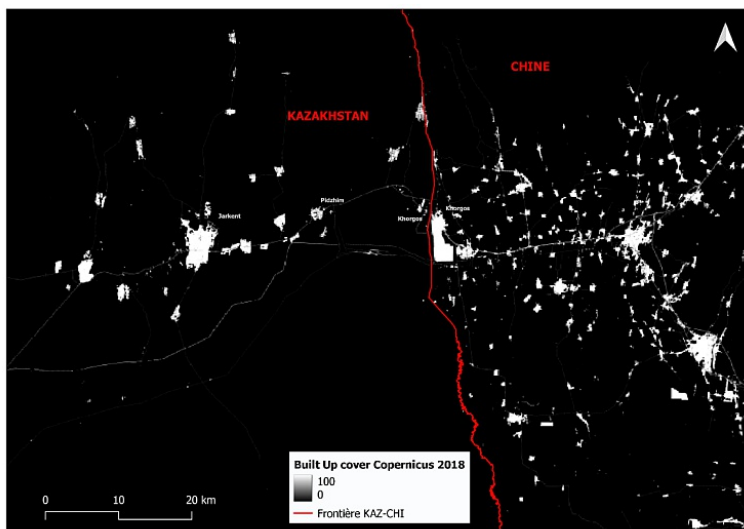 CHINE
KAZAKHSTAN
Pidzhim
Jarkent
Khorgos
Khorgos
Built Up cover Copernicus 2018
100
0
Frontière KAZ-CHI
0 10 20 km